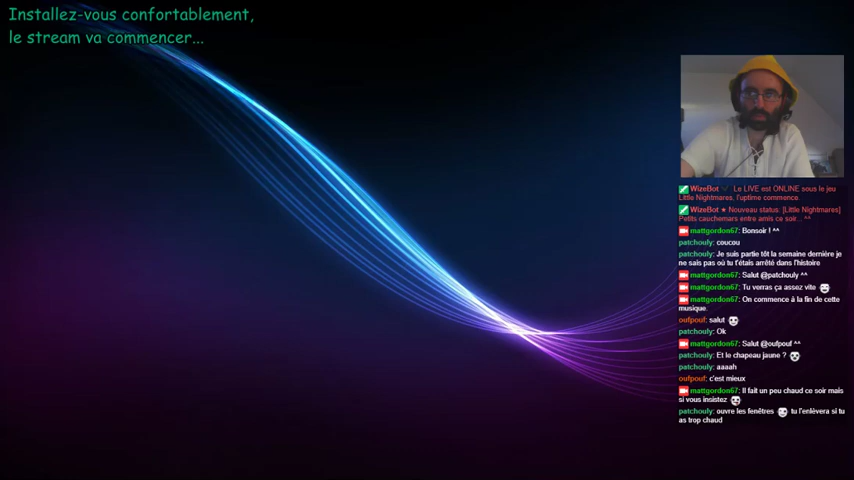 Installez-vous confortablement,
le stream va commencer...
WizeBot Le LIVE est ONLINE sous le jeu
Little Nightmares, l'uptime commence.
WizeBot Nouveau status: [Little Nightmares]
Petits cauchemars entre amis ce soir... ^^
mattgordon67: Bonsoir ! ^^
patchouly: coucou
patchouly: Je suis partie tôt la semaine dernière je
ne sais pas où tu t'étais arrêté dans l'histoire
mattgordon67: Salut @patchouly ^^
mattgordon67: Tu verras ça assez vite
mattgordon67: On commence à la fin de cette
musique.
oufpouf: salut
patchouly: Ok
mattgordon67: Salut @oufpouf ^^
patchouly: Et le chapeau jaune ?
patchouly: aaaah
oufpouf: c'est mieux
mattgordon67: Il fait un peu chaud ce soir mais
si vous insistez
patchouly: ouvre les fenêtres tu l'enlèvera si tu
as trop chaud